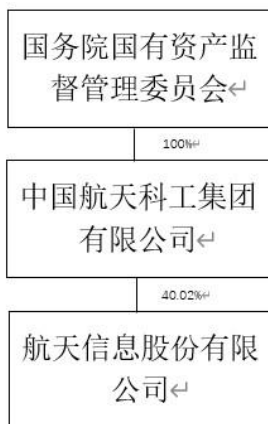 国务院国有资产监
督管理委员会↵
100%↵
中国航天科工集团
有限公司↵
40.02%↵
航天信息股份有限
公司↵